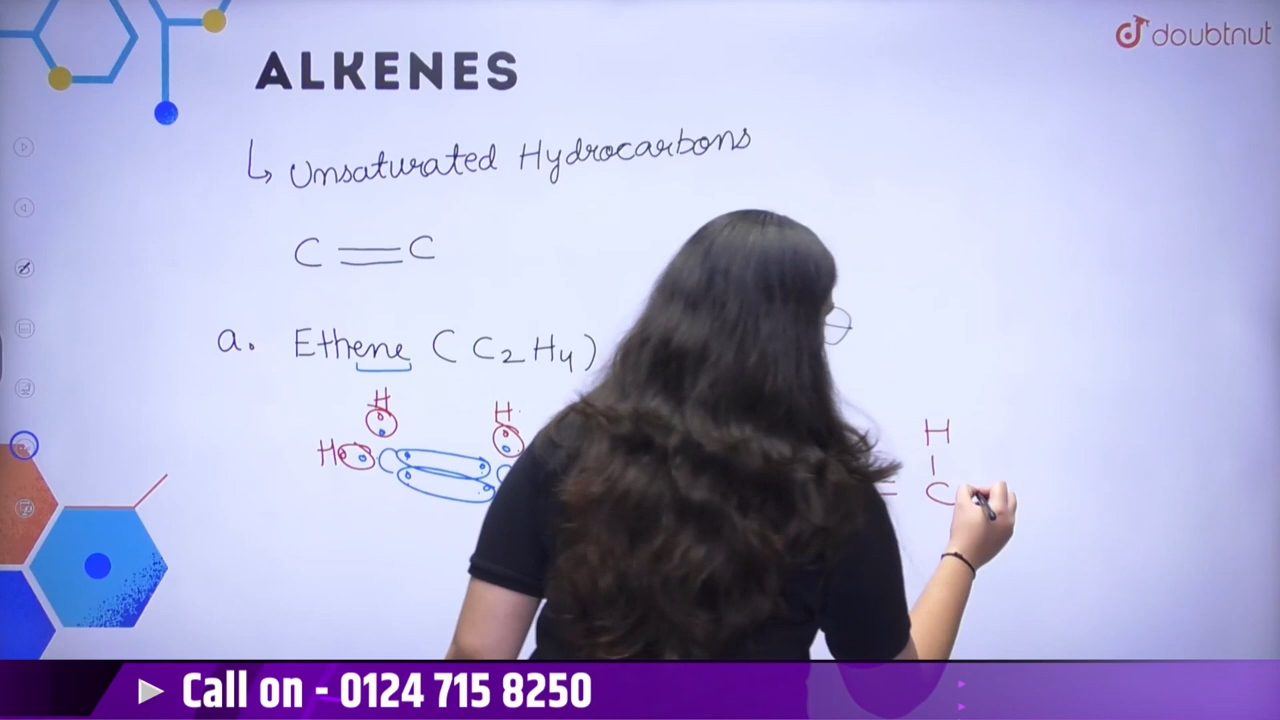 doubtnut
ALKENES
↳ Unsaturated Hydrocarbons
C = C
a. Ethene ( C2H4 )
H H H
H C C = C
Call on - 0124 715 8250